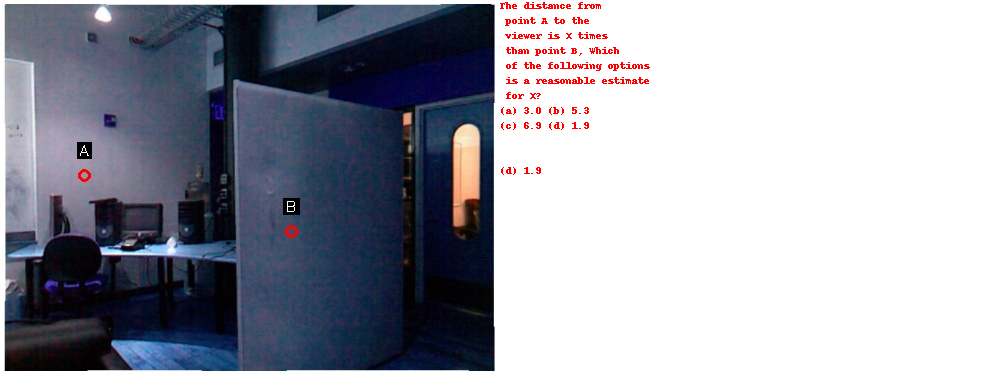 A
B
The distance from
point A to the
viewer is X times
than point B, Which
of the following options
is a reasonable estimate
for X?
(a) 3.0 (b) 5.3
(c) 6.9 (d) 1.9
(d) 1.9